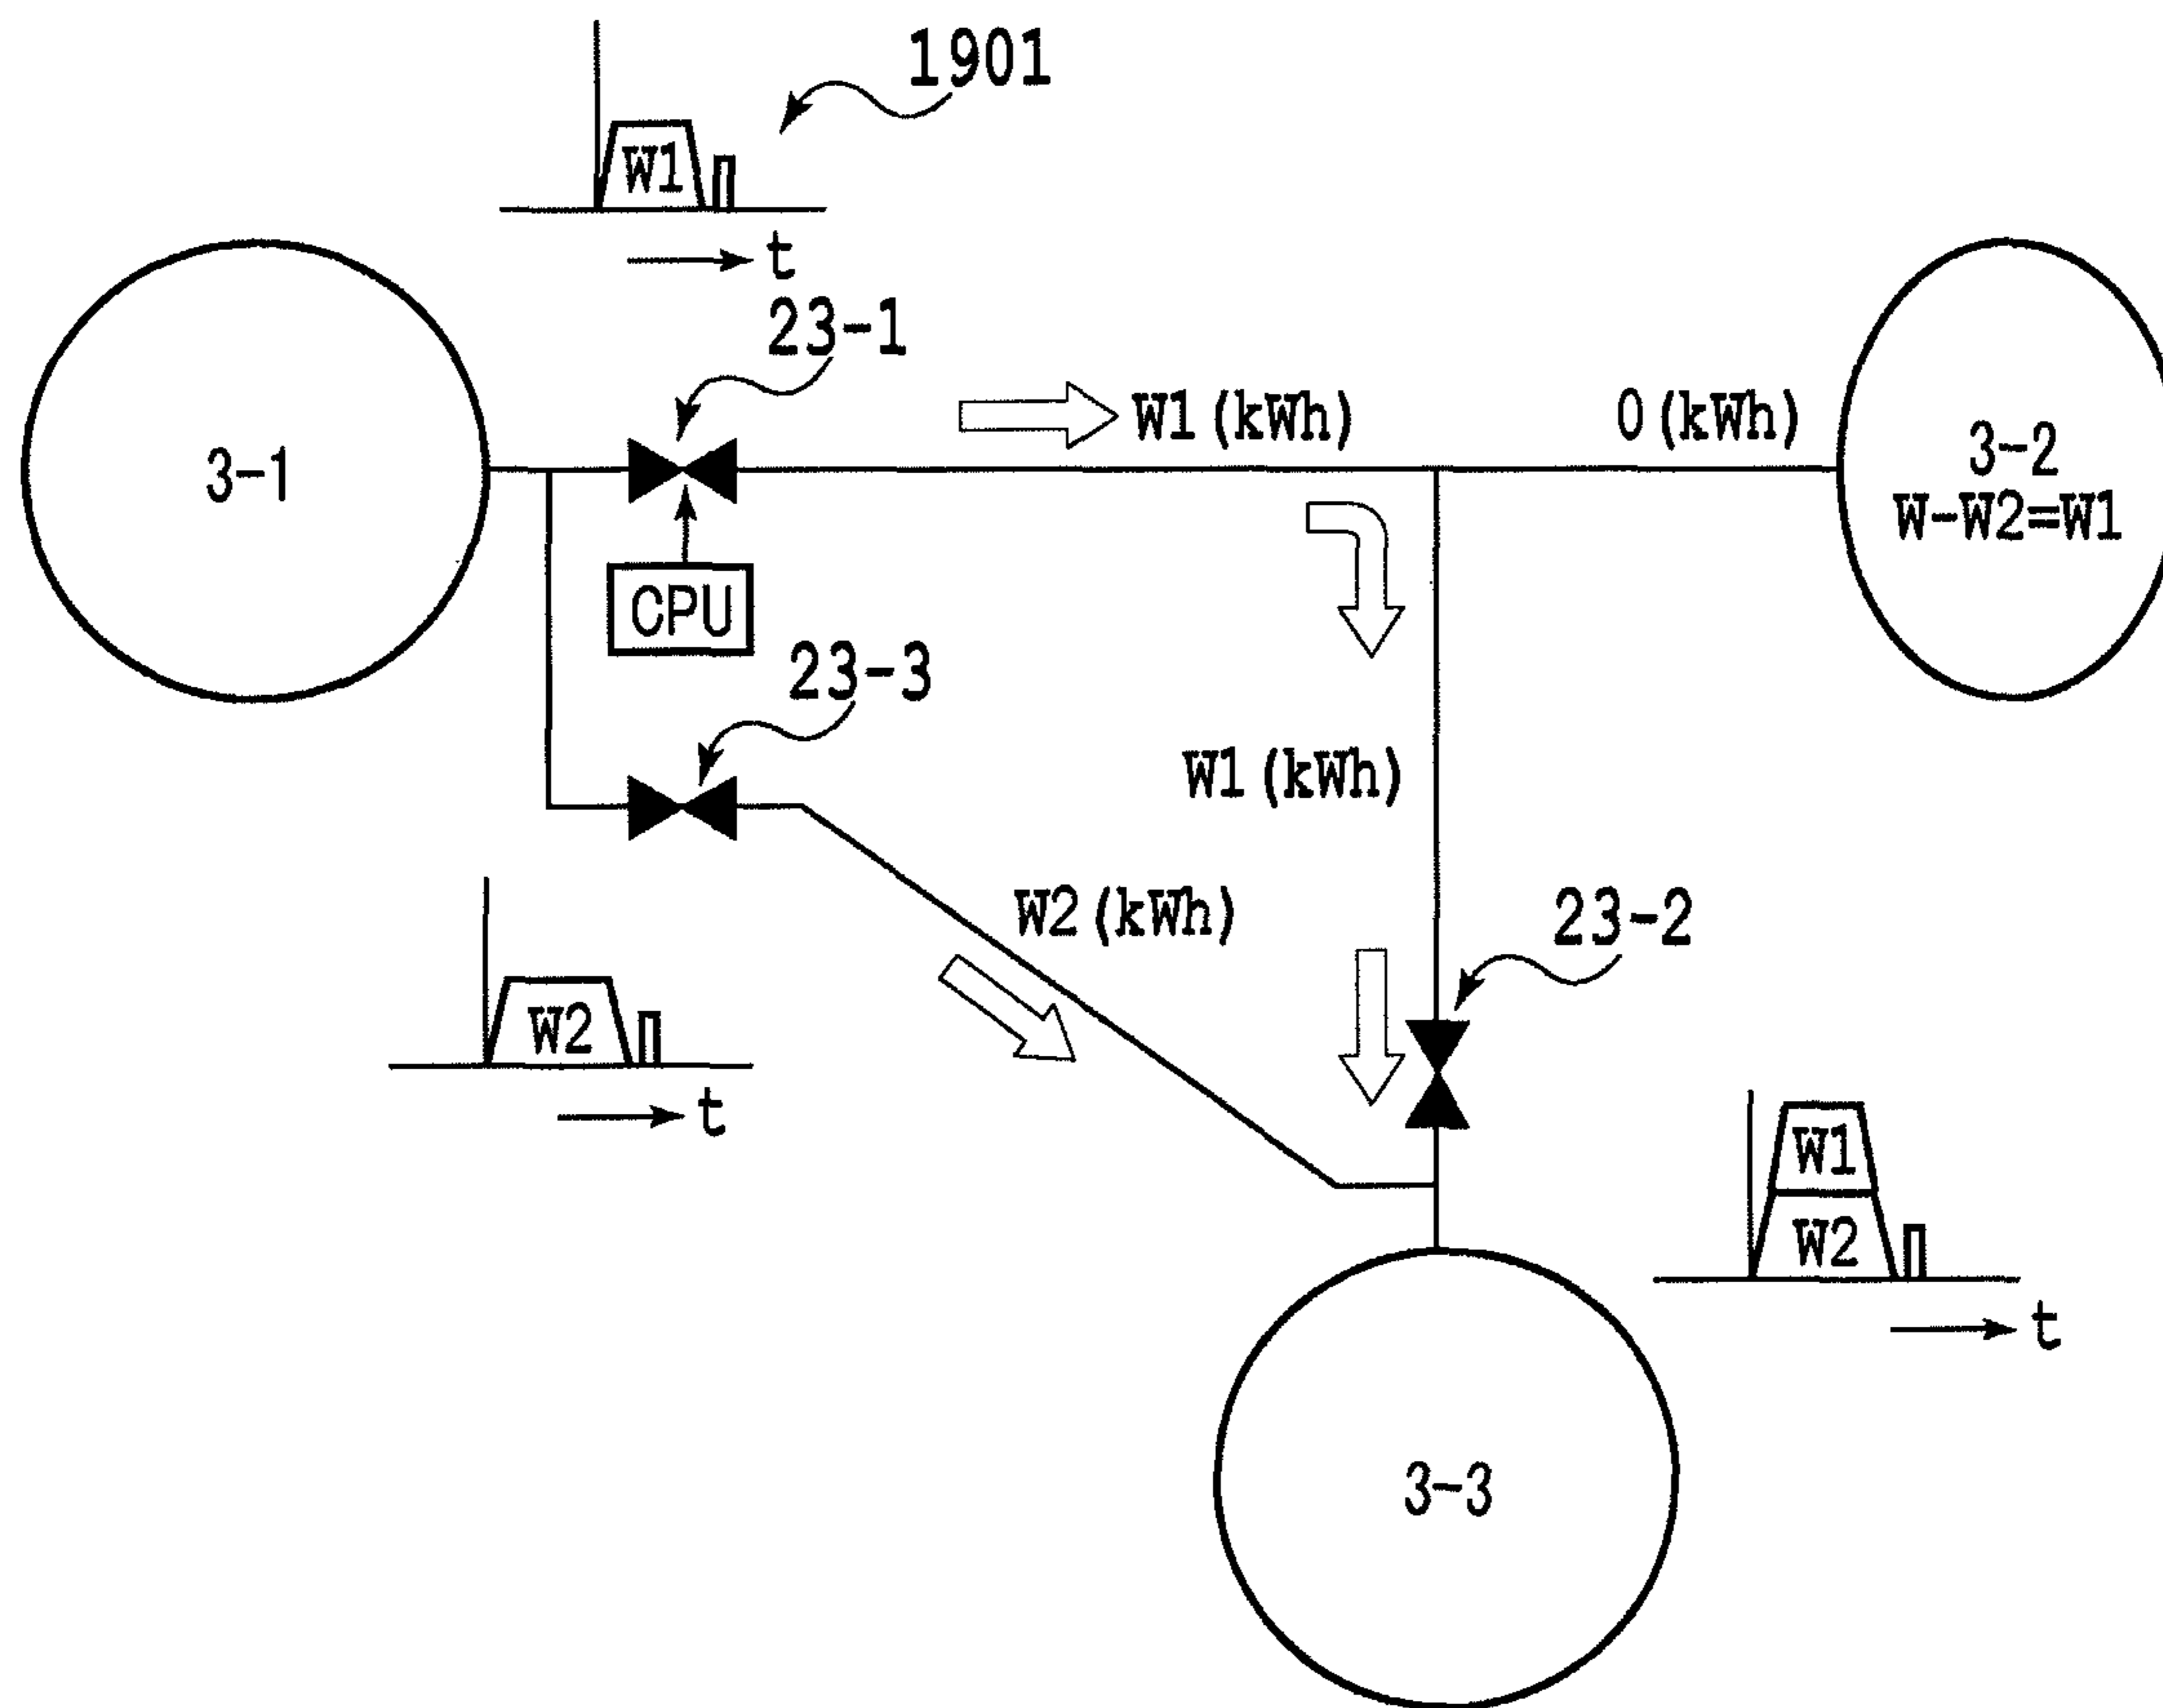 1901
W1
t
23-1
W1(kWh)
0(kWh)
3-1
3-2
W-W2=W1
CPU
23-3
W1(kWh)
W2(kWh)
23-2
W2
t
W1
W2
t
3-3